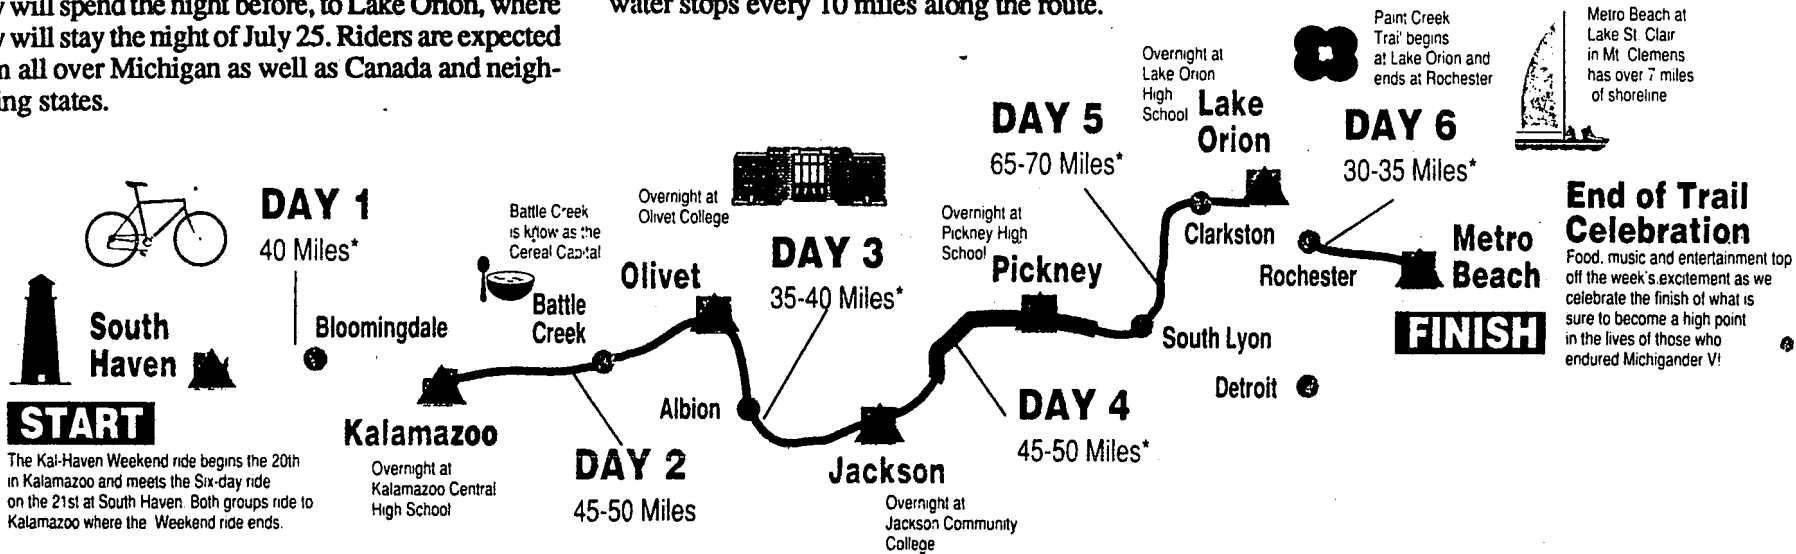 will spend the night before, to Lake Orion, where
will stay the night of July 25. Riders are expected
all over Michigan as well as Canada and neigh-
ing states.
water stops every 10 miles along the route.
DAY 1
40 Miles*
South
Haven
Bloomingdale
START
The Kal-Haven Weekend ride begins the 20th
in Kalamazoo and meets the Six-day ride
on the 21st at South Haven. Both groups ride to
Kalamazoo where the Weekend ride ends.
Kalamazoo
Overnight at
Kalamazoo Central
High School
Battle Creek
is know as the
Cereal Capital
Battle
Creek
DAY 2
45-50 Miles
Overnight at
Olivet College
Olivet
DAY 3
35-40 Miles*
Albion
Jackson
Overnight at
Jackson Community
College
DAY 4
45-50 Miles*
Overnight at
Pickney High
School
Pickney
South Lyon
Detroit
DAY 5
65-70 Miles*
Overnight at
Lake Orion
High
School
Lake
Orion
Clarkston
Paint Creek
Trail begins
at Lake Orion and
ends at Rochester
DAY 6
30-35 Miles*
Rochester
Metro
Beach
FINISH
Metro Beach at
Lake St. Clair
in Mt. Clemens
has over 7 miles
of shoreline
End of Trail
Celebration
Food, music and entertainment top
off the week's excitement as we
celebrate the finish of what is
sure to become a high point
in the lives of those who
endured Michigander V!